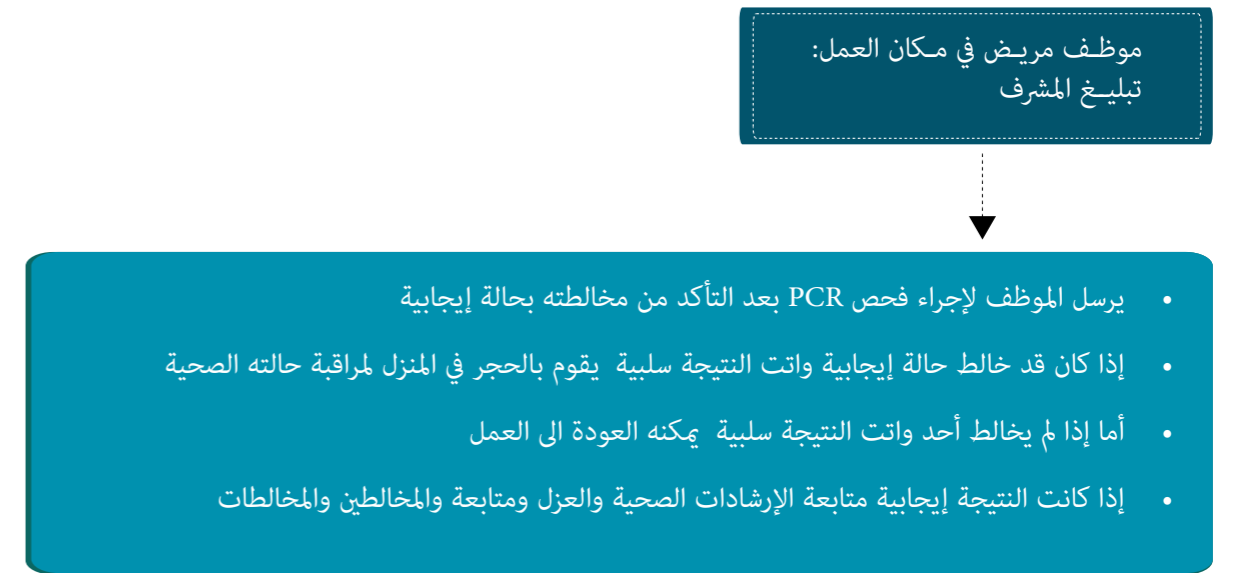 موظف مريض في مكان العمل:
تبليغ المشرف
• يرسل الموظف لإجراء فحص PCR بعد التأكد من مخالطته بحالة إيجابية
• إذا كان قد خالط حالة إيجابية واتت النتيجة سلبية يقوم بالحجر في المنزل لمراقبة حالته الصحية
• أما إذا لم يخالط أحد واتت النتيجة سلبية يمكنه العودة الى العمل
• إذا كانت النتيجة إيجابية متابعة الإرشادات الصحية والعزل ومتابعة والمخالطين والمخالطات